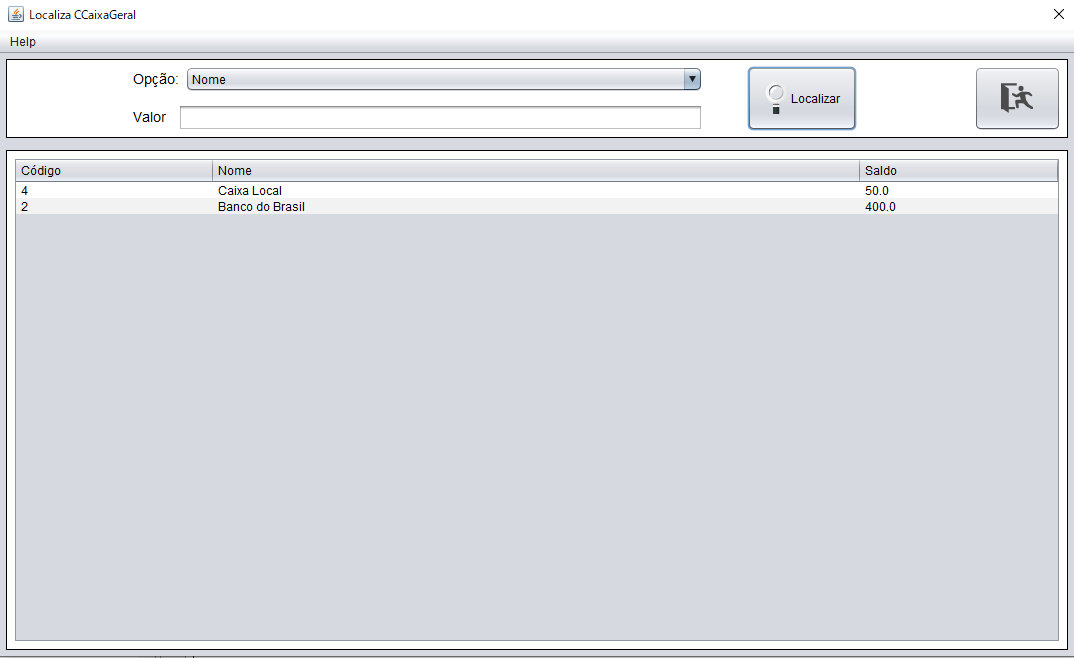 Localiza CCaixaGeral
Help
Opção: Nome
Valor
Localizar
Código Nome Saldo
4 Caixa Local 50.0
2 Banco do Brasil 400.0